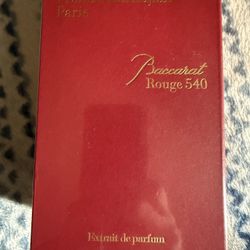 Paris
Baccarat
Rouge 540
Extrait de parfum